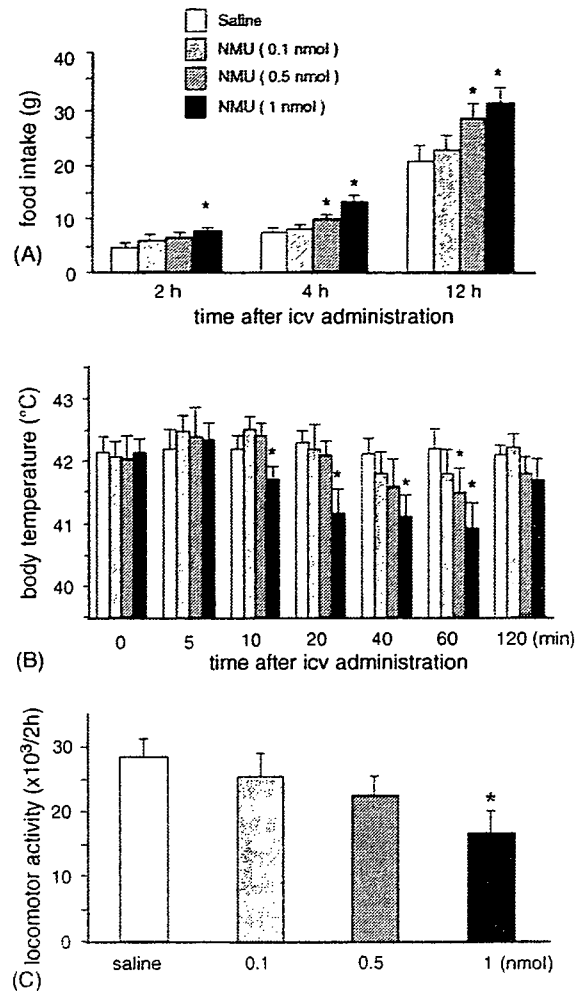 Saline
NMU ( 0.1 nmol )
NMU ( 0.5 nmol )
NMU ( 1 nmol )
food intake (g)
40
30
20
10
5
0
* * * * *
2 h 4 h 12 h
time after icv administration
(A)
body temperature (°C)
43
42
41
40
* * * * *
0 5 10 20 40 60 120 (min)
time after icv administration
(B)
locomotor activity (x10³/2h)
30
20
10
0
*
saline 0.1 0.5 1 (nmol)
(C)